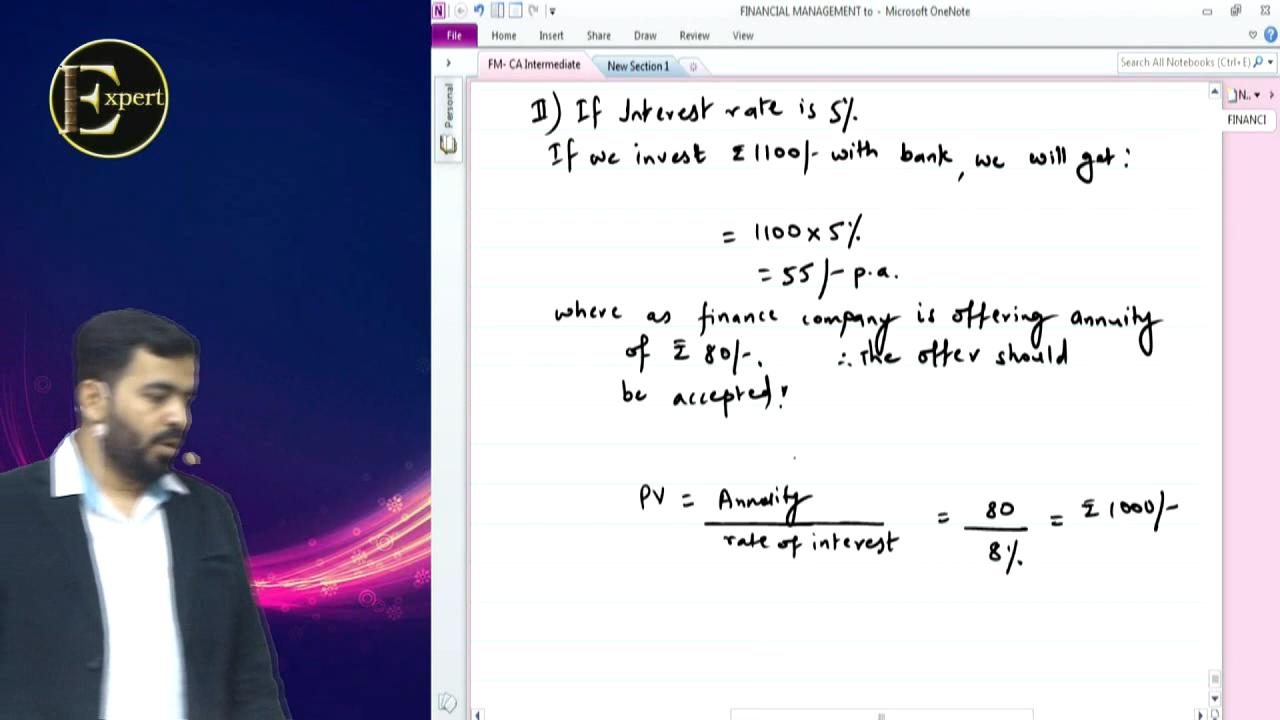 Expert
FINANCIAL MANAGEMENT to - Microsoft OneNote
File Home Insert Share Draw Review View
FM- CA Intermediate New Section 1
Search All Notebooks (Ctrl+E)
Personal
N..
FINANCI
II) If Interest rate is 5%.
If we invest ₹1100/- with bank, we will get:
= 1100 x 5%
= 55/- p.a.
where as finance company is offering annuity
of ₹ 80/-. ∴ The offer should
be accepted!
PV = Annuity / rate of interest = 80 / 8% = ₹ 1000/-